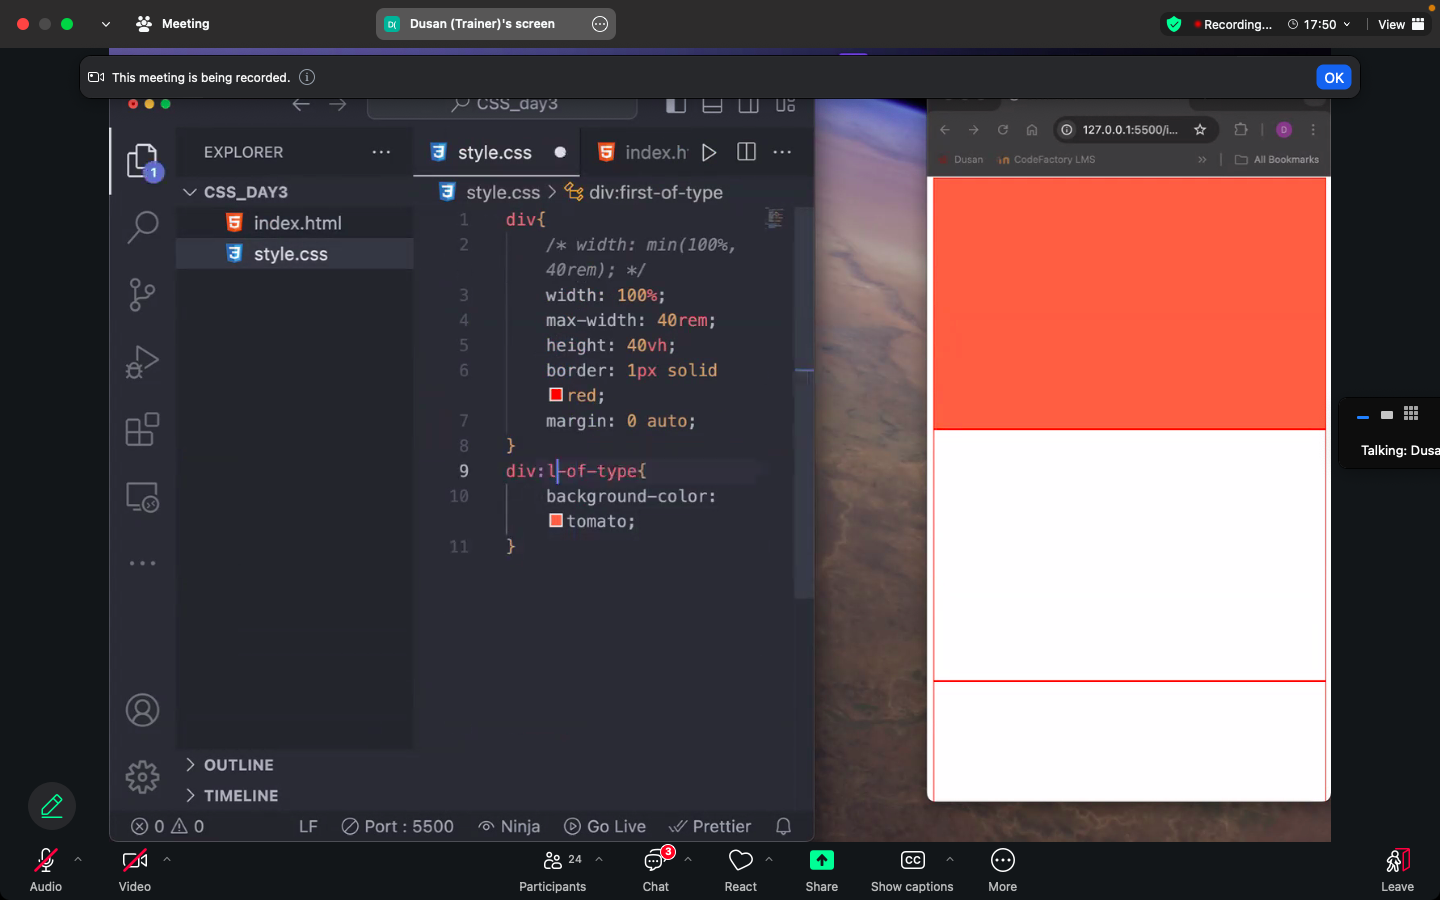 Meeting
D( Dusan (Trainer)'s screen
Recording...
17:50
View
This meeting is being recorded.
OK
CSS_day3
EXPLORER
style.css
index.h
CSS_DAY3
index.html
style.css
style.css > div:first-of-type
1 div{
2 /* width: min(100%,
40rem); */
3 width: 100%;
4 max-width: 40rem;
5 height: 40vh;
6 border: 1px solid
red;
7 margin: 0 auto;
8 }
9 div:l-of-type{
10 background-color:
tomato;
11 }
1
OUTLINE
TIMELINE
0 0
LF
Port : 5500
Ninja
Go Live
Prettier
127.0.0.1:5500/i...
D
Dusan
CodeFactory LMS
»
All Bookmarks
Talking: Dusa
Audio
Video
24
Participants
3
Chat
React
Share
CC
Show captions
More
Leave